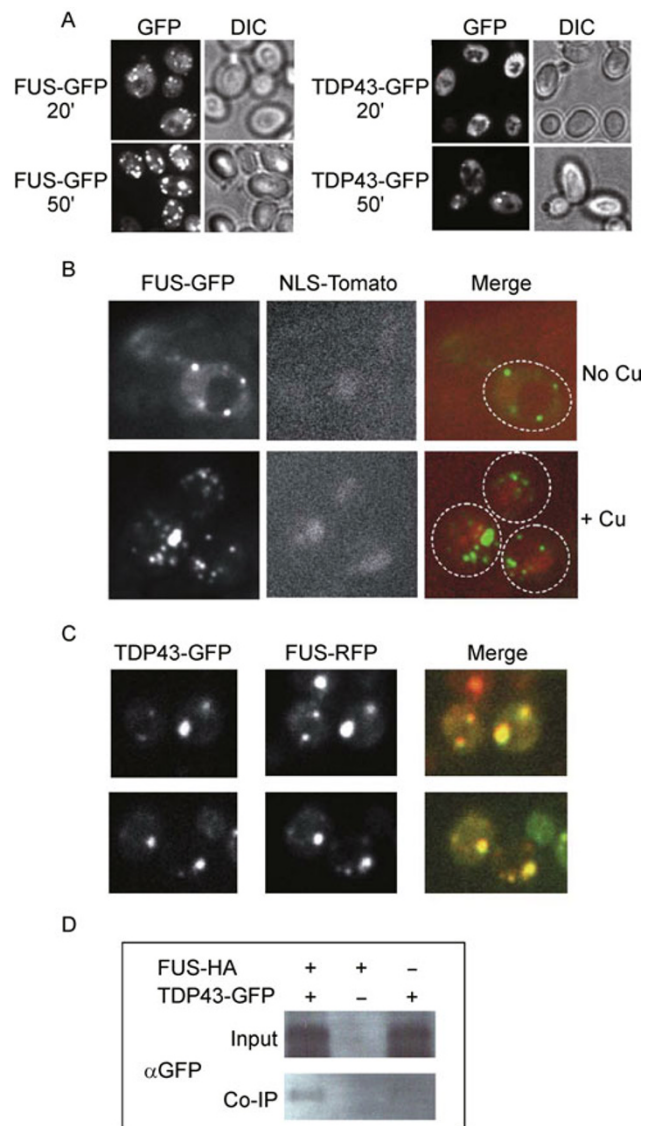 A
GFP DIC
FUS-GFP
20'
FUS-GFP
50'
GFP DIC
TDP43-GFP
20'
TDP43-GFP
50'
B
FUS-GFP NLS-Tomato Merge
No Cu
+ Cu
C
TDP43-GFP FUS-RFP Merge
D
FUS-HA + + –
TDP43-GFP + – +
Input
αGFP
Co-IP